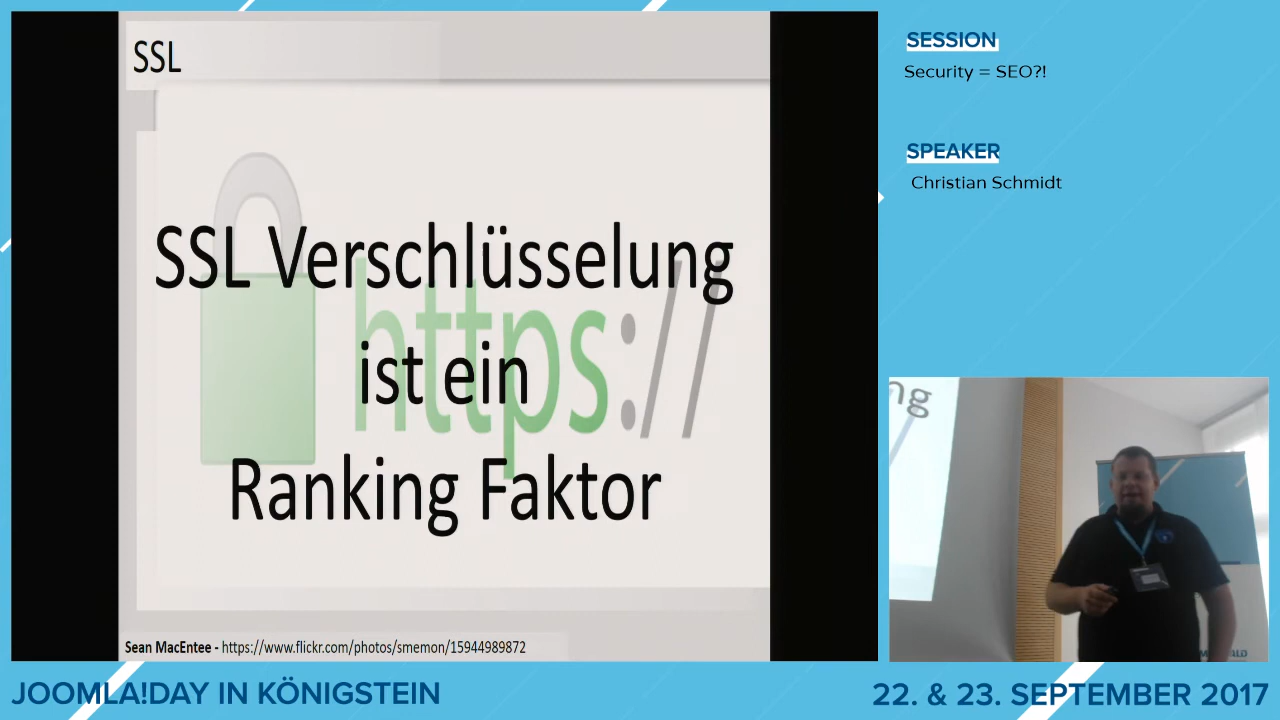 SSL
SSL Verschlüsselung
ist ein
Ranking Faktor
https://
Sean MacEntee - https://www.flickr.com/photos/smemon/15944989872
SESSION
Security = SEO?!
SPEAKER
Christian Schmidt
ng
JOOMLA!DAY IN KÖNIGSTEIN
22. & 23. SEPTEMBER 2017